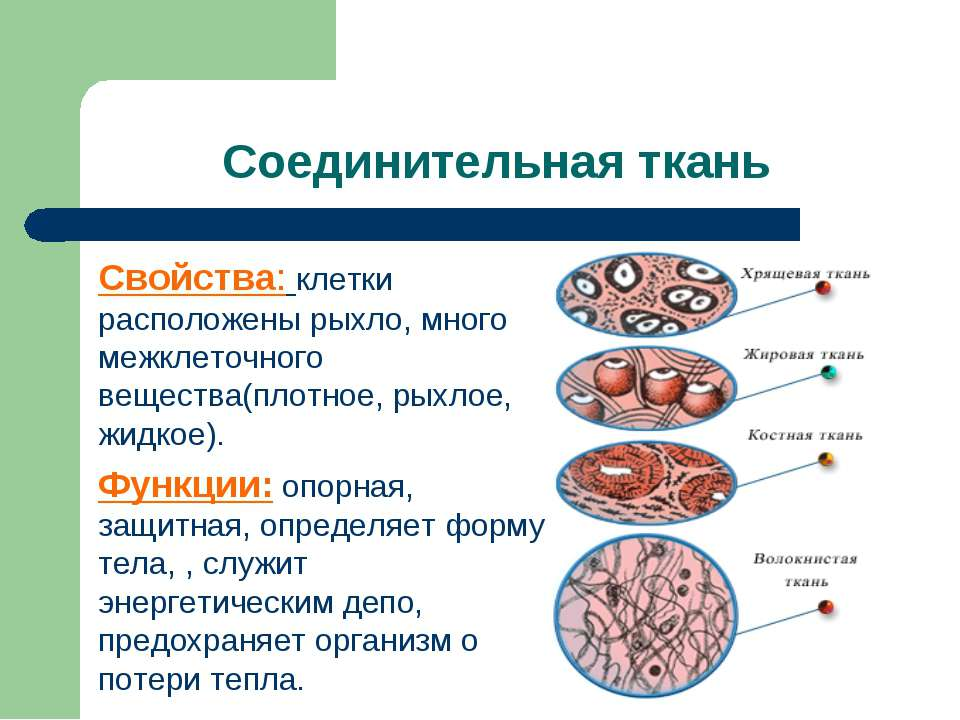 Соединительная ткань
Свойства: клетки
расположены рыхло, много
межклеточного
вещества(плотное, рыхлое,
жидкое).
Функции: опорная,
защитная, определяет форму
тела, , служит
энергетическим депо,
предохраняет организм о
потери тепла.
Хрящевая ткань
Жировая ткань
Костная ткань
Волокнистая
ткань